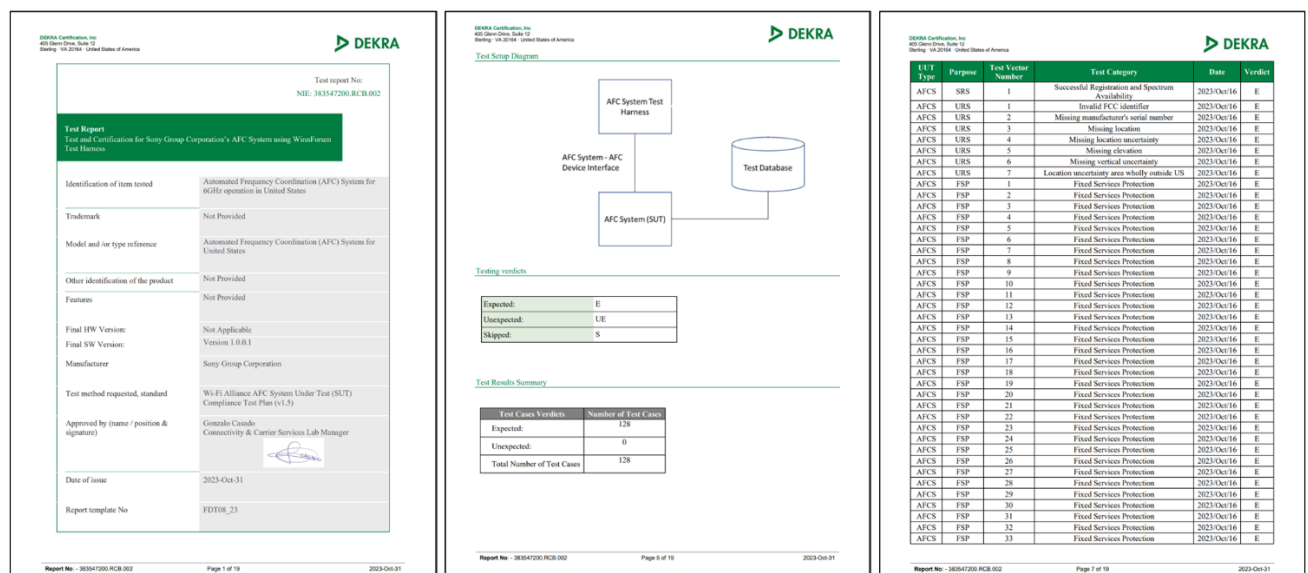 DEKRA Certification, Inc
405 Glenn Drive, Suite 12
Sterling - VA 20164 - United States of America
DEKRA
Test report No:
NIE: 383547200.RCB.002
Test Report
Test and Certification for Sony Group Corporation's AFC System using WinnForum
Test Harness
Identification of item tested
Automated Frequency Coordination (AFC) System for
6GHz operation in United States
Trademark
Not Provided
Model and /or type reference
Automated Frequency Coordination (AFC) System for
United States
Other identification of the product
Not Provided
Features
Not Provided
Final HW Version:
Not Applicable
Final SW Version:
Version 1.0.0.1
Manufacturer
Sony Group Corporation
Test method requested, standard
Wi-Fi Alliance AFC System Under Test (SUT)
Compliance Test Plan (v1.5)
Approved by (name / position &
signature)
Gonzalo Casado
Connectivity & Carrier Services Lab Manager
Date of issue
2023-Oct-31
Report template No
FDT08_23
Report No: - 383547200.RCB.002 Page 1 of 19 2023-Oct-31
DEKRA Certification, Inc
405 Glenn Drive, Suite 12
Sterling - VA 20164 - United States of America
DEKRA
Test Setup Diagram
AFC System Test
Harness
AFC System - AFC
Device Interface
Test Database
AFC System (SUT)
Testing verdicts
Expected: E
Unexpected: UE
Skipped: S
Test Results Summary
Test Cases Verdicts Number of Test Cases
Expected: 128
Unexpected: 0
Total Number of Test Cases 128
Report No: - 383547200.RCB.002 Page 5 of 19 2023-Oct-31
DEKRA Certification, Inc
405 Glenn Drive, Suite 12
Sterling - VA 20164 - United States of America
DEKRA
UUT Type Purpose Test Vector Number Test Category Date Verdict
AFCS SRS 1 Successful Registration and Spectrum Availability 2023/Oct/16 E
AFCS URS 1 Invalid FCC identifier 2023/Oct/16 E
AFCS URS 2 Missing manufacturer's serial number 2023/Oct/16 E
AFCS URS 3 Missing location 2023/Oct/16 E
AFCS URS 4 Missing location uncertainty 2023/Oct/16 E
AFCS URS 5 Missing elevation 2023/Oct/16 E
AFCS URS 6 Missing vertical uncertainty 2023/Oct/16 E
AFCS URS 7 Location uncertainty area wholly outside US 2023/Oct/16 E
AFCS FSP 1 Fixed Services Protection 2023/Oct/16 E
AFCS FSP 2 Fixed Services Protection 2023/Oct/16 E
AFCS FSP 3 Fixed Services Protection 2023/Oct/16 E
AFCS FSP 4 Fixed Services Protection 2023/Oct/16 E
AFCS FSP 5 Fixed Services Protection 2023/Oct/16 E
AFCS FSP 6 Fixed Services Protection 2023/Oct/16 E
AFCS FSP 7 Fixed Services Protection 2023/Oct/16 E
AFCS FSP 8 Fixed Services Protection 2023/Oct/16 E
AFCS FSP 9 Fixed Services Protection 2023/Oct/16 E
AFCS FSP 10 Fixed Services Protection 2023/Oct/16 E
AFCS FSP 11 Fixed Services Protection 2023/Oct/16 E
AFCS FSP 12 Fixed Services Protection 2023/Oct/16 E
AFCS FSP 13 Fixed Services Protection 2023/Oct/16 E
AFCS FSP 14 Fixed Services Protection 2023/Oct/16 E
AFCS FSP 15 Fixed Services Protection 2023/Oct/16 E
AFCS FSP 16 Fixed Services Protection 2023/Oct/16 E
AFCS FSP 17 Fixed Services Protection 2023/Oct/16 E
AFCS FSP 18 Fixed Services Protection 2023/Oct/16 E
AFCS FSP 19 Fixed Services Protection 2023/Oct/16 E
AFCS FSP 20 Fixed Services Protection 2023/Oct/16 E
AFCS FSP 21 Fixed Services Protection 2023/Oct/16 E
AFCS FSP 22 Fixed Services Protection 2023/Oct/16 E
AFCS FSP 23 Fixed Services Protection 2023/Oct/16 E
AFCS FSP 24 Fixed Services Protection 2023/Oct/16 E
AFCS FSP 25 Fixed Services Protection 2023/Oct/16 E
AFCS FSP 26 Fixed Services Protection 2023/Oct/16 E
AFCS FSP 27 Fixed Services Protection 2023/Oct/16 E
AFCS FSP 28 Fixed Services Protection 2023/Oct/16 E
AFCS FSP 29 Fixed Services Protection 2023/Oct/16 E
AFCS FSP 30 Fixed Services Protection 2023/Oct/16 E
AFCS FSP 31 Fixed Services Protection 2023/Oct/16 E
AFCS FSP 32 Fixed Services Protection 2023/Oct/16 E
AFCS FSP 33 Fixed Services Protection 2023/Oct/16 E
Report No: - 383547200.RCB.002 Page 7 of 19 2023-Oct-31